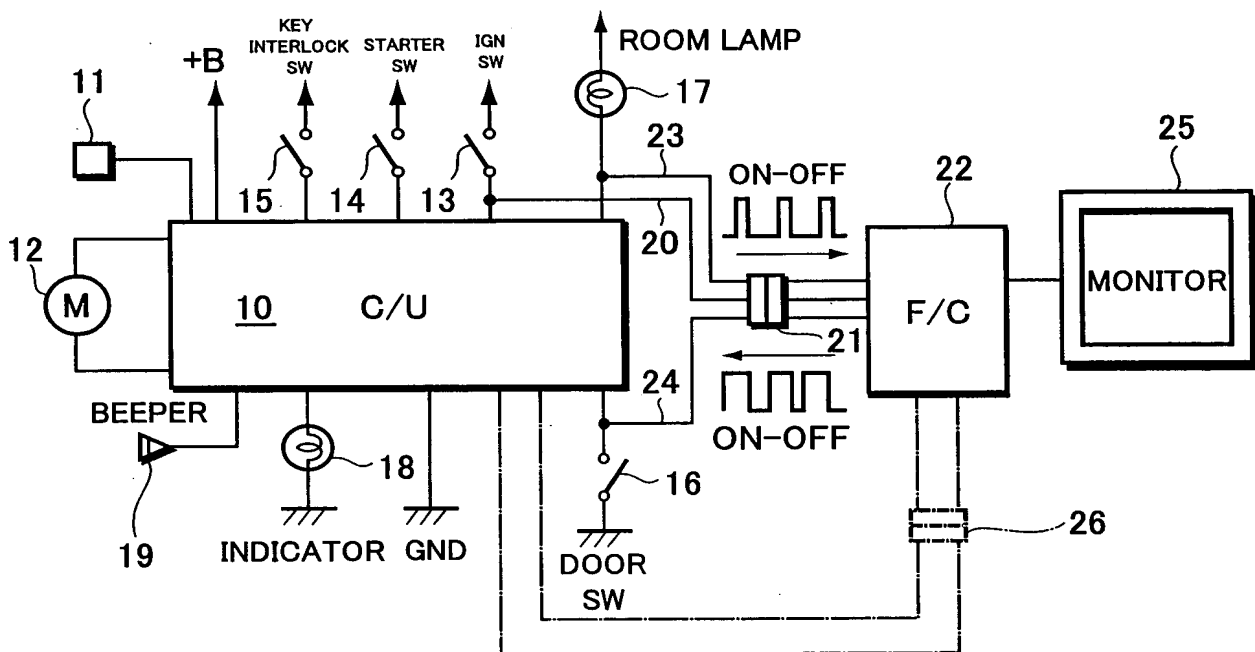 KEY
INTERLOCK
SW
STARTER
SW
IGN
SW
ROOM LAMP
+B
11
17
25
23
15
14
13
ON-OFF
22
20
12
M
10
C/U
MONITOR
F/C
21
24
BEEPER
ON-OFF
18
16
26
19
INDICATOR
GND
DOOR
SW